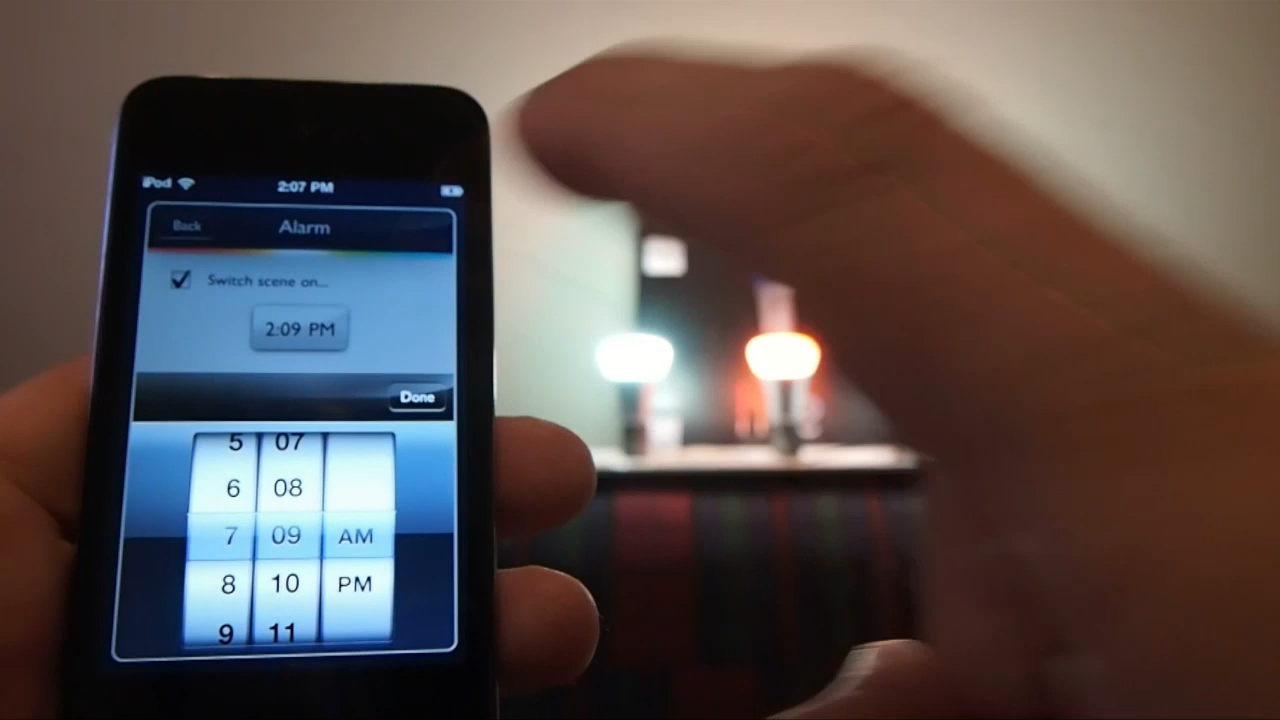 iPod 2:07 PM
Back Alarm
Switch scene on...
2:09 PM
Done
5 07
6 08
7 09 AM
8 10 PM
9 11